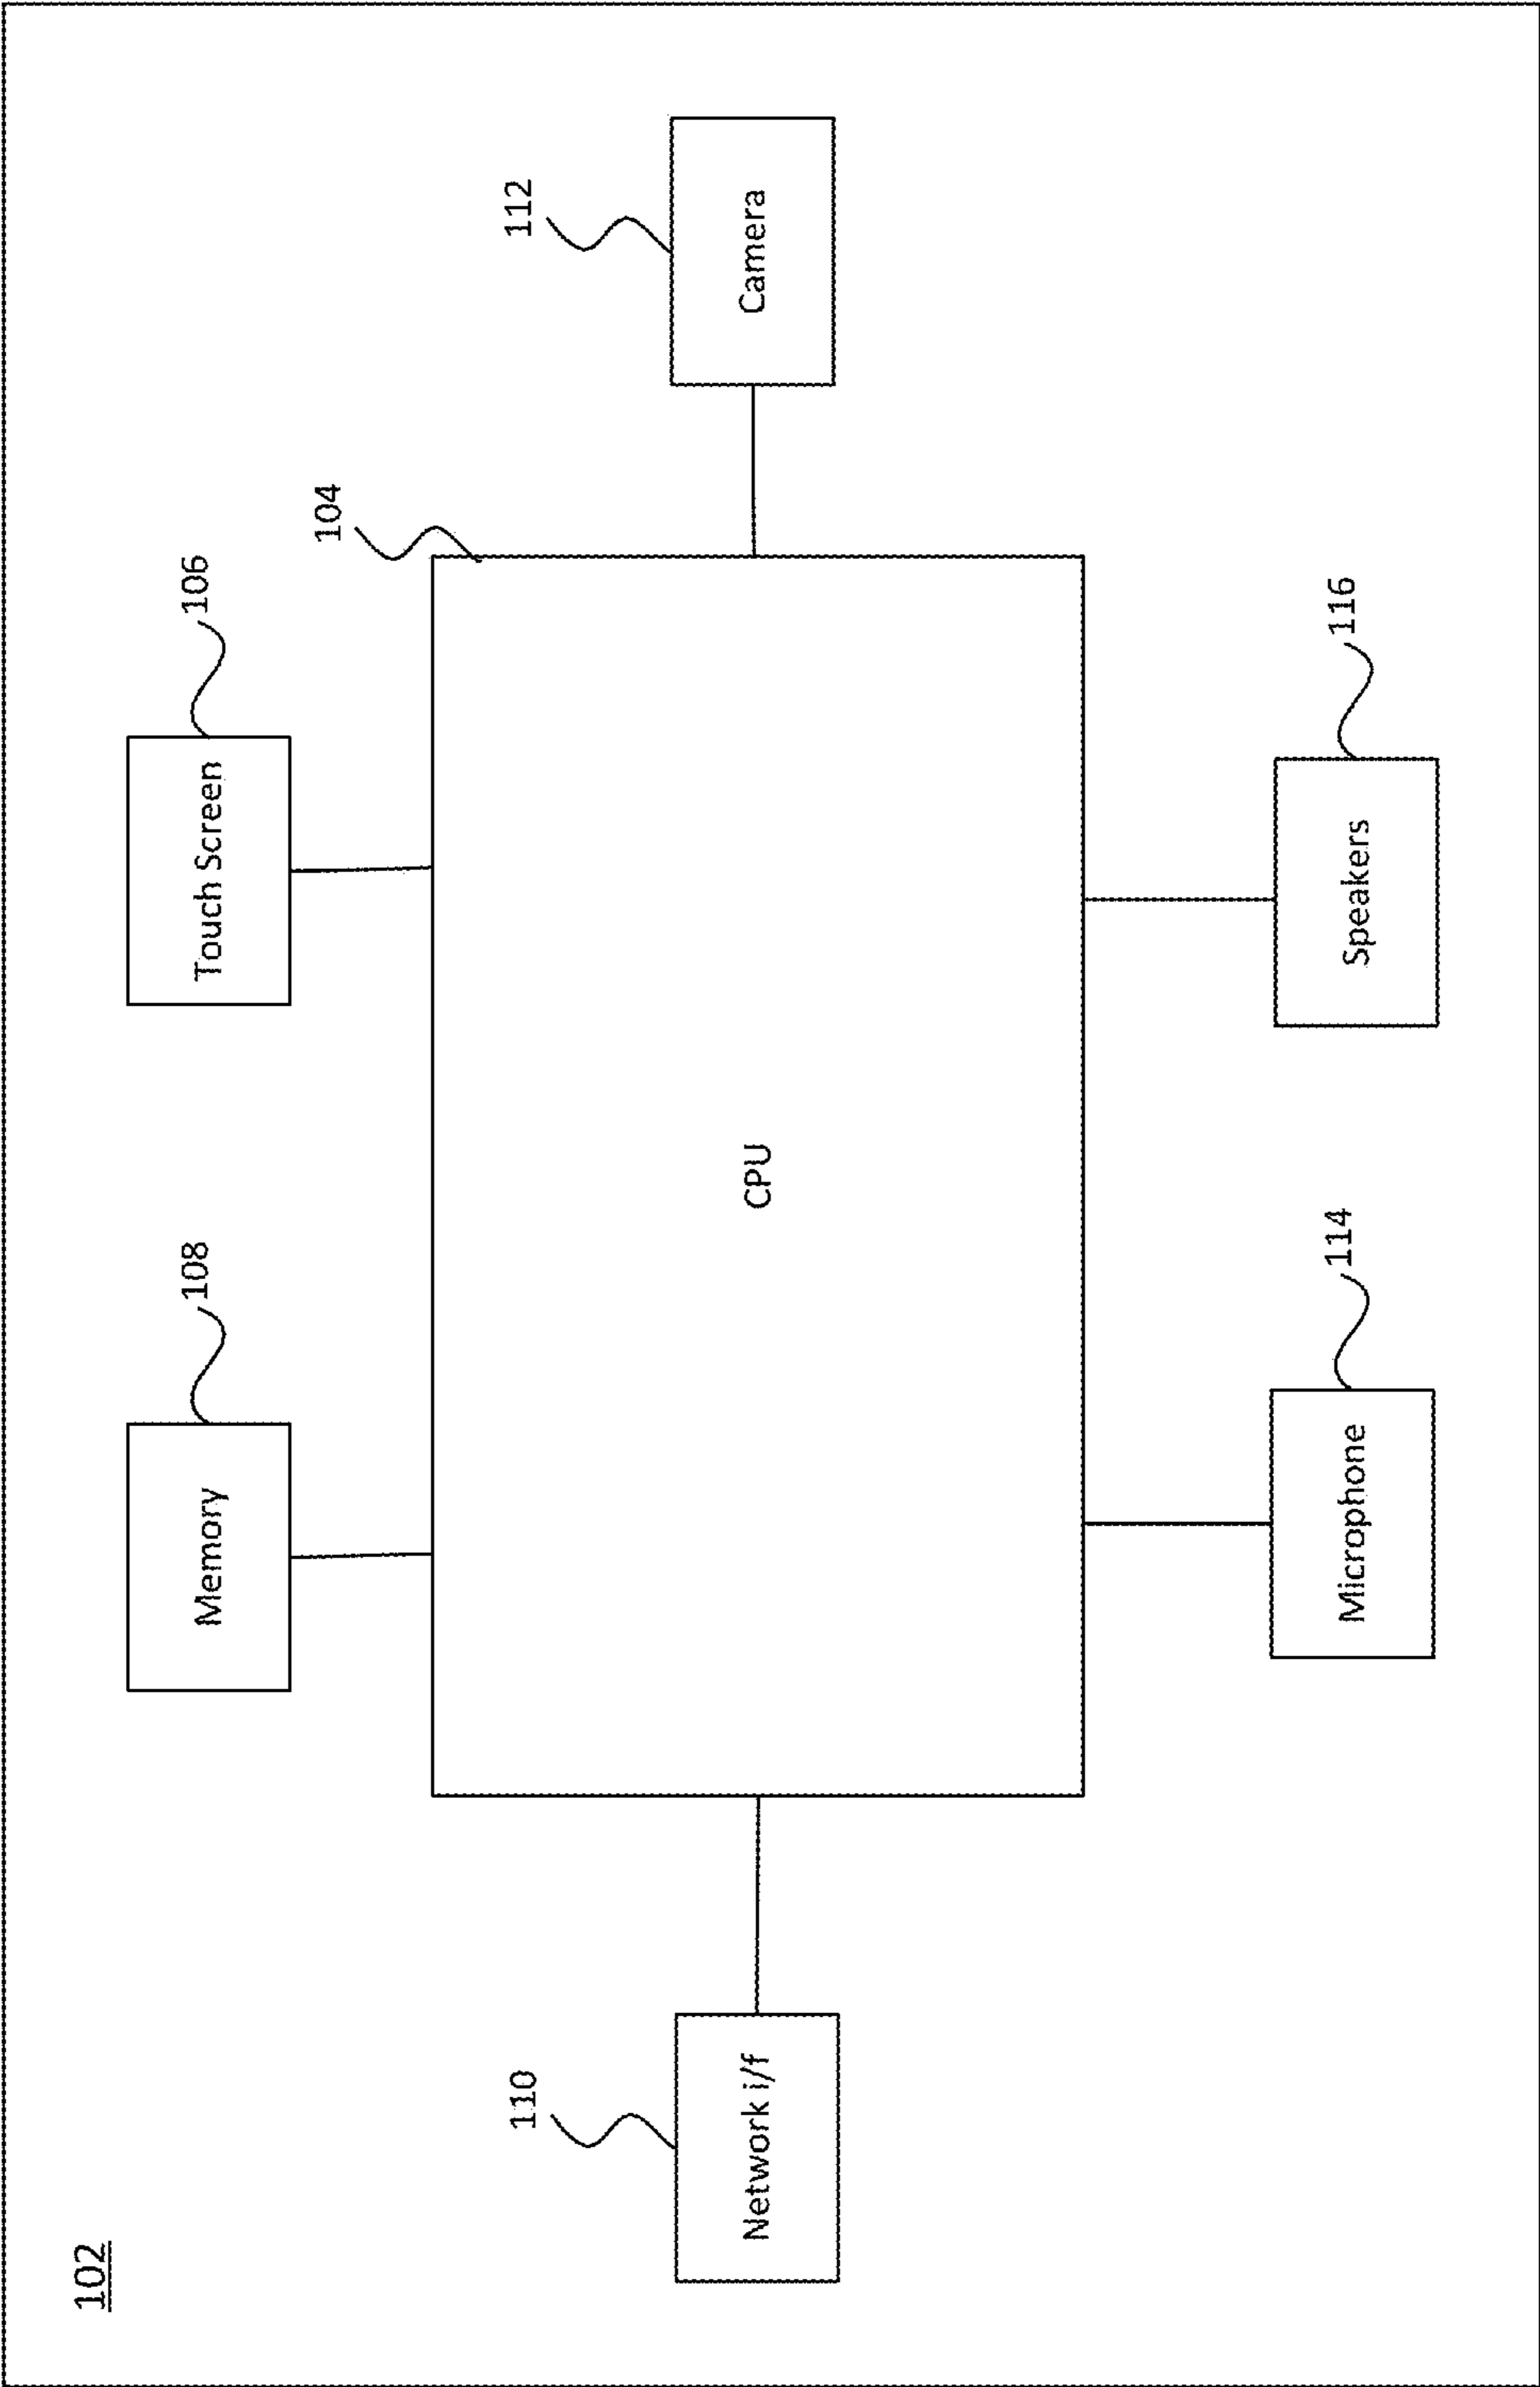 102
108
106
Memory
Touch Screen
104
110
112
Network i/f
CPU
Camera
114
116
Microphone
Speakers